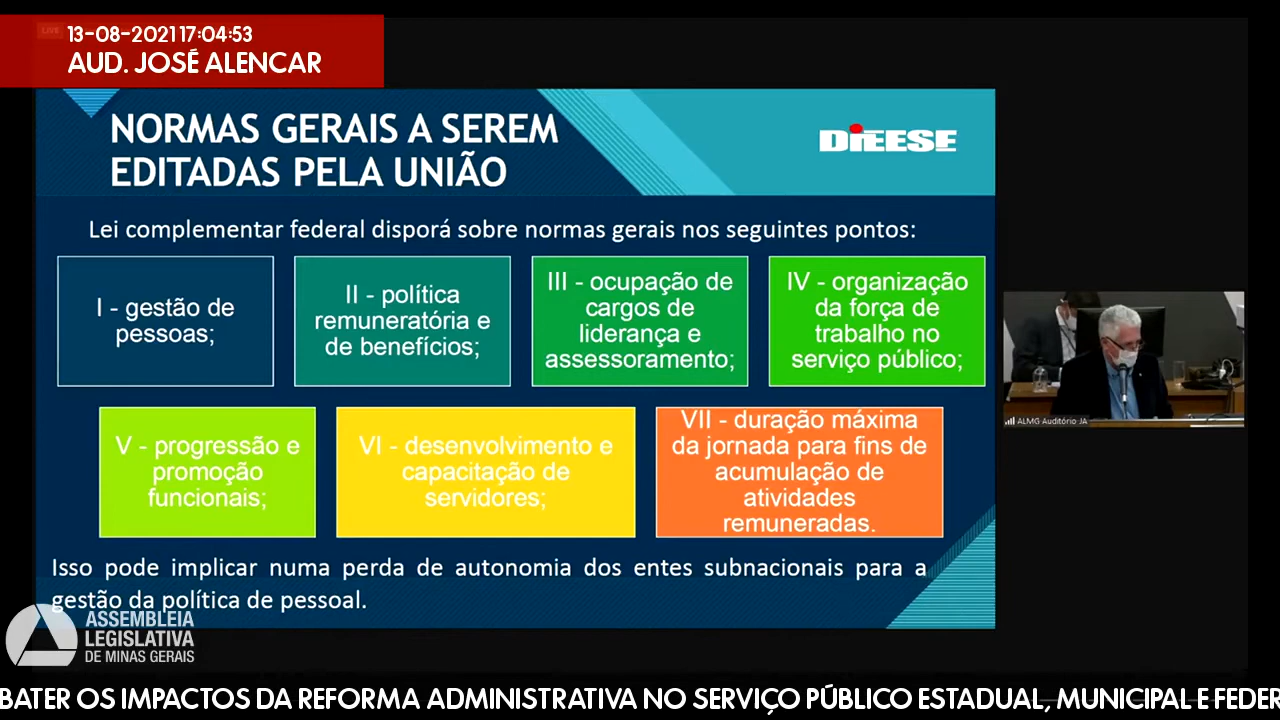 LIVE
13-08-2021 17:04:53
AUD. JOSÉ ALENCAR
NORMAS GERAIS A SEREM
EDITADAS PELA UNIÃO
DIEESE
Lei complementar federal disporá sobre normas gerais nos seguintes pontos:
I - gestão de
pessoas;
II - política
remuneratória e
de benefícios;
III - ocupação de
cargos de
liderança e
assessoramento;
IV - organização
da força de
trabalho no
serviço público;
V - progressão e
promoção
funcionais;
VI - desenvolvimento e
capacitação de
servidores;
VII - duração máxima
da jornada para fins de
acumulação de
atividades
remuneradas.
Isso pode implicar numa perda de autonomia dos entes subnacionais para a
gestão da política de pessoal.
ALMG Auditório JA
ASSEMBLEIA
LEGISLATIVA
DE MINAS GERAIS
BATER OS IMPACTOS DA REFORMA ADMINISTRATIVA NO SERVIÇO PÚBLICO ESTADUAL, MUNICIPAL E FEDER